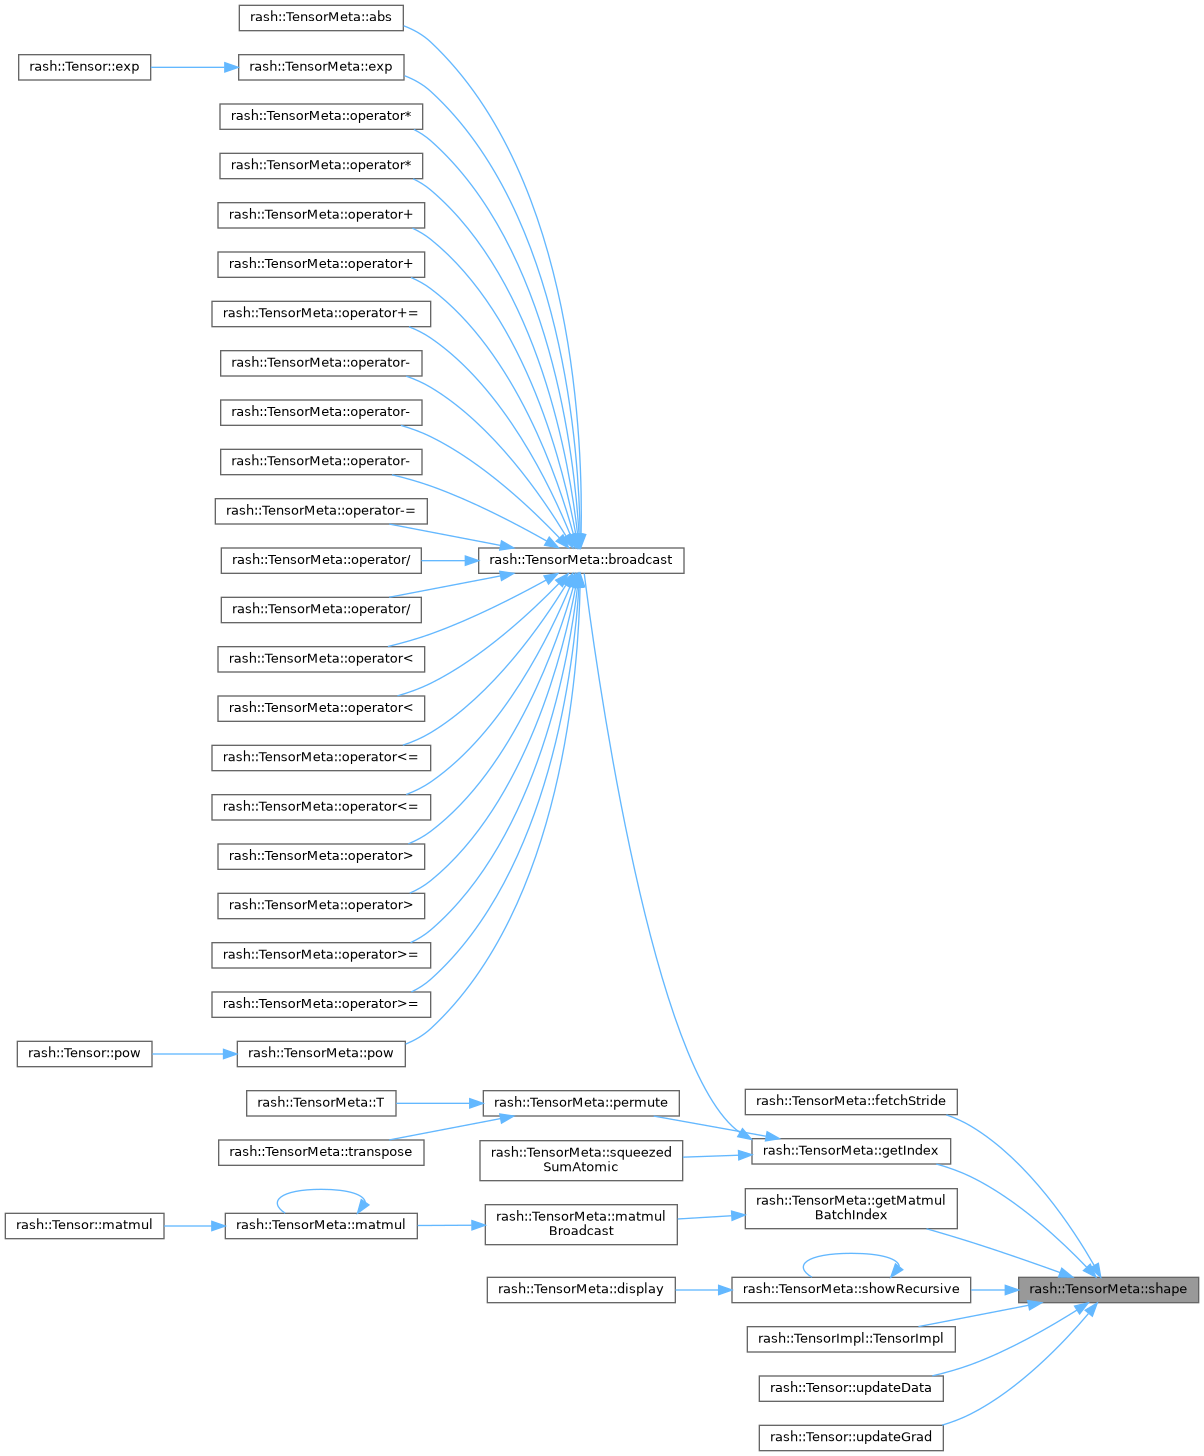 rash::TensorMeta::abs
rash::Tensor::exp
rash::TensorMeta::exp
rash::TensorMeta::operator*
rash::TensorMeta::operator*
rash::TensorMeta::operator+
rash::TensorMeta::operator+
rash::TensorMeta::operator+=
rash::TensorMeta::operator-
rash::TensorMeta::operator-
rash::TensorMeta::operator-
rash::TensorMeta::operator-=
rash::TensorMeta::operator/
rash::TensorMeta::broadcast
rash::TensorMeta::operator/
rash::TensorMeta::operator<
rash::TensorMeta::operator<
rash::TensorMeta::operator<=
rash::TensorMeta::operator<=
rash::TensorMeta::operator>
rash::TensorMeta::operator>
rash::TensorMeta::operator>=
rash::TensorMeta::operator>=
rash::Tensor::pow
rash::TensorMeta::pow
rash::TensorMeta::T
rash::TensorMeta::permute
rash::TensorMeta::fetchStride
rash::TensorMeta::transpose
rash::TensorMeta::squeezed
SumAtomic
rash::TensorMeta::getIndex
rash::Tensor::matmul
rash::TensorMeta::matmul
rash::TensorMeta::matmul
Broadcast
rash::TensorMeta::getMatmul
BatchIndex
rash::TensorMeta::display
rash::TensorMeta::showRecursive
rash::TensorMeta::shape
rash::TensorImpl::TensorImpl
rash::Tensor::updateData
rash::Tensor::updateGrad